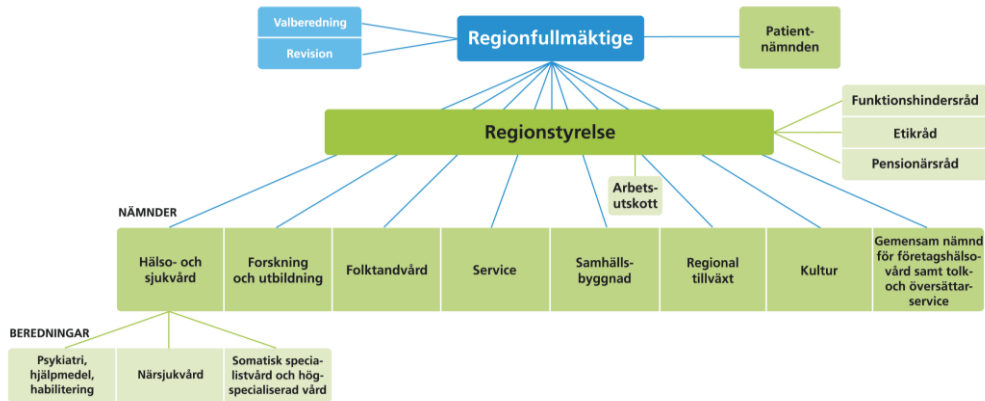 Valberedning
Revision
Regionfullmäktige
Patient-
nämnden
Funktionshindersråd
Etikråd
Pensionärsråd
Regionstyrelse
Arbets-
utskott
NÄMNDER
Hälso- och
sjukvård
Forskning
och utbildning
Folktandvård
Service
Samhälls-
byggnad
Regional
tillväxt
Kultur
Gemensam nämnd
för företagshälso-
vård samt tolk-
och översättar-
service
BEREDNINGAR
Psykiatri,
hjälpmedel,
habilitering
Närsjukvård
Somatisk specia-
listvård och hög-
specialiserad vård